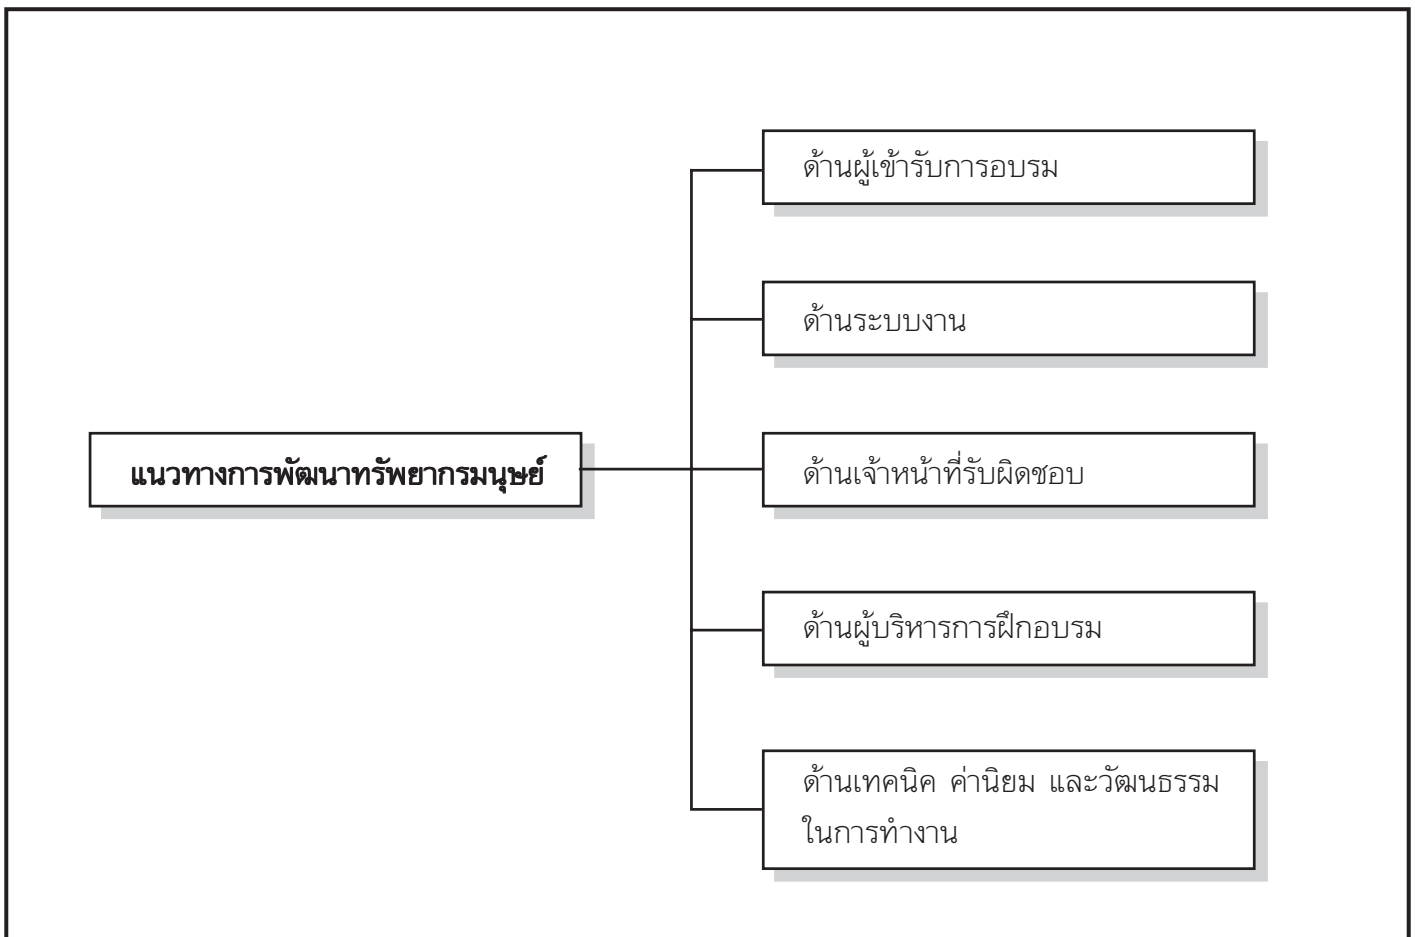 ด้านผู้เข้ารับการอบรม
ด้านระบบงาน
แนวทางการพัฒนาทรัพยากรมนุษย์
ด้านเจ้าหน้าที่รับผิดชอบ
ด้านผู้บริหารการฝึกอบรม
ด้านเทคนิค ค่านิยม และวัฒนธรรม
ในการทำงาน